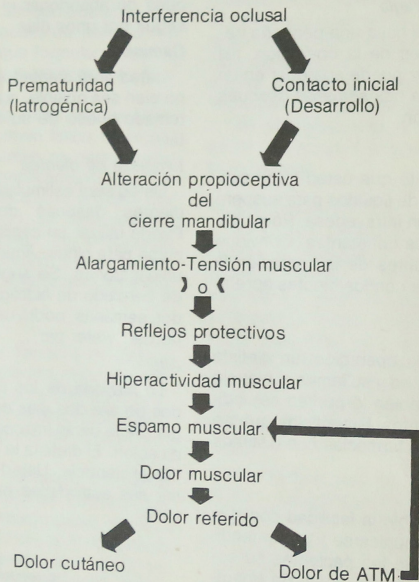 Interferencia oclusal
Prematuridad
(Iatrogénica)
Contacto inicial
(Desarrollo)
Alteración propioceptiva
del
cierre mandibular
Alargamiento-Tensión muscular
o
Reflejos protectivos
Hiperactividad muscular
Espamo muscular
Dolor muscular
Dolor referido
Dolor cutáneo
Dolor de ATM